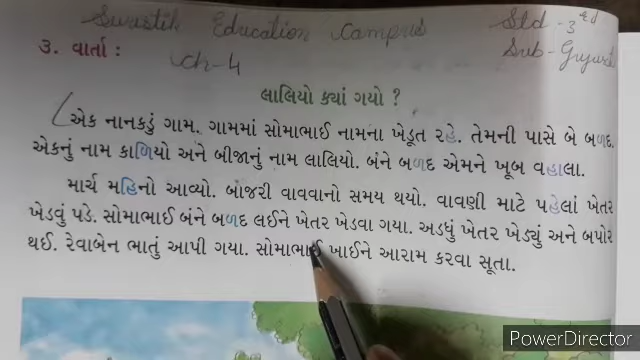 Swastik Education Campus Std - 3rd
૩. વાર્તા : Ch-4 Sub-
લાલિયો ક્યાં ગયો ?
એક નાનકડું ગામ. ગામમાં સોમાભાઈ નામના ખેડૂત રહે. તેમની પાસે બે બળદ.
એકનું નામ કાળિયો અને બીજાનું નામ લાલિયો. બંને બળદ એમને ખૂબ વહાલા.
માર્ચ મહિનો આવ્યો. બાજરી વાવવાનો સમય થયો. વાવણી માટે પહેલાં ખેતર
ખેડવું પડે. સોમાભાઈ બંને બળદ લઈને ખેતર ખેડવા ગયા. અડધું ખેતર ખેડ્યું અને બપોર
થઈ. રેવાબેન ભાતું આપી ગયા. સોમાભાઈ ખાઈને આરામ કરવા સૂતા.
PowerDirector